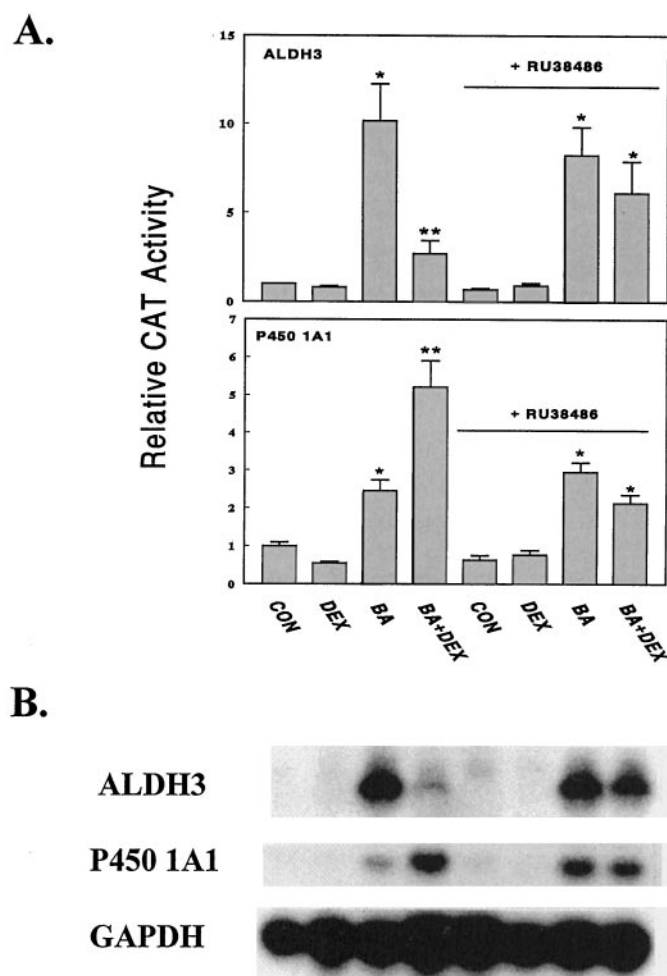 A.
Relative CAT Activity
15
10
5
0
ALDH3
+ RU38486
*
**
*
*
7
6
5
4
3
2
1
0
P450 1A1
+ RU38486
*
**
*
*
CON
DEX
BA
BA+DEX
CON
DEX
BA
BA+DEX
B.
ALDH3
P450 1A1
GAPDH